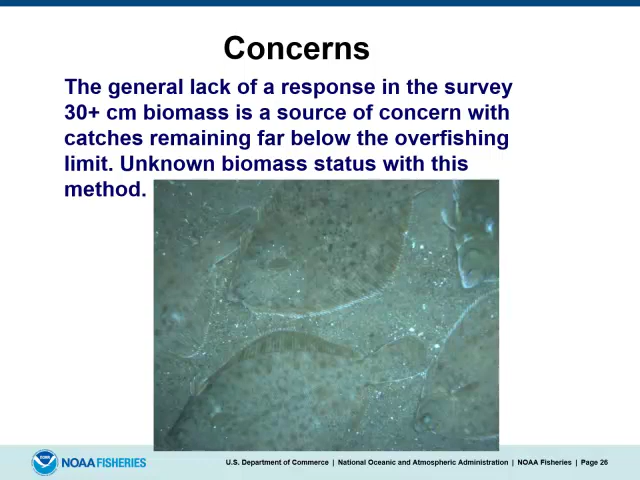 Concerns
The general lack of a response in the survey
30+ cm biomass is a source of concern with
catches remaining far below the overfishing
limit. Unknown biomass status with this
method.
NOAA FISHERIES
U.S. Department of Commerce | National Oceanic and Atmospheric Administration | NOAA Fisheries | Page 26